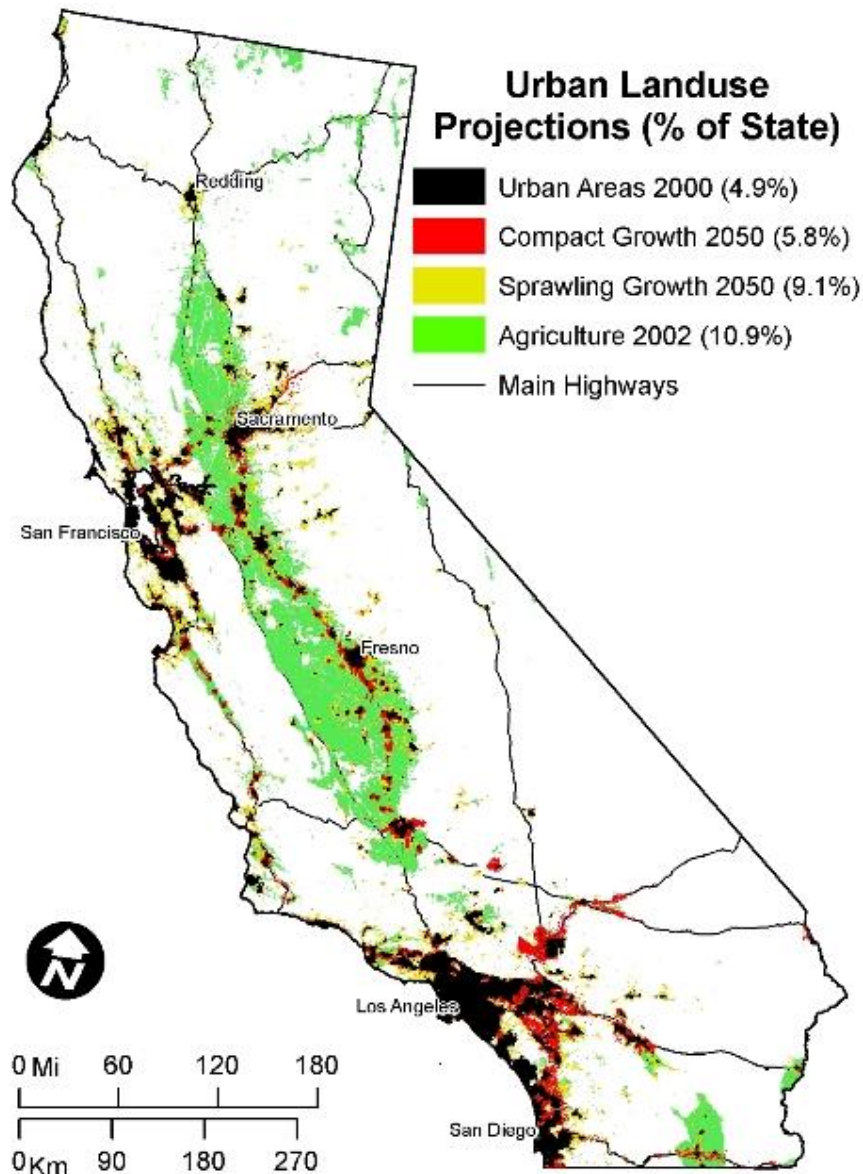 Urban Landuse
Projections (% of State)
Urban Areas 2000 (4.9%)
Compact Growth 2050 (5.8%)
Sprawling Growth 2050 (9.1%)
Agriculture 2002 (10.9%)
Main Highways
Redding
Sacramento
San Francisco
Fresno
Los Angeles
San Diego
N
0 Mi 60 120 180
0 Km 90 180 270